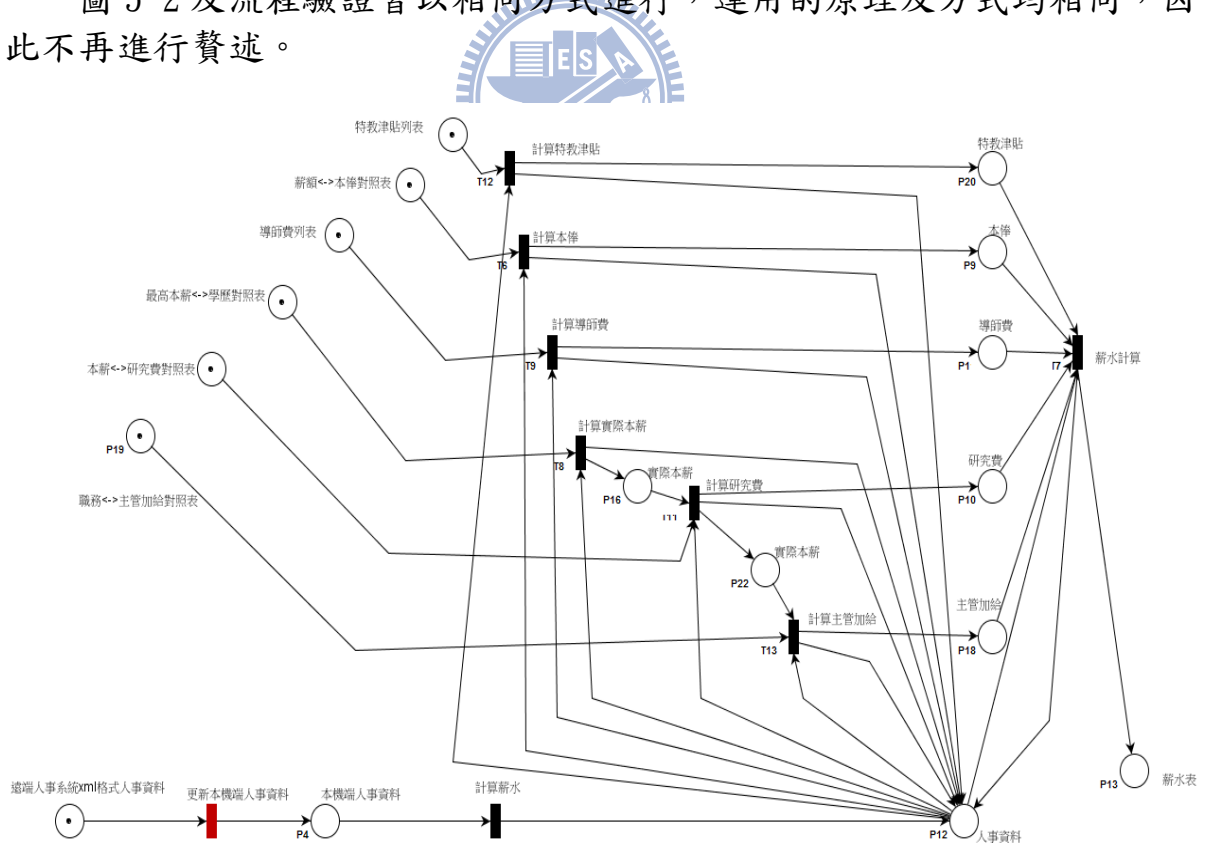 圖 5-2 及流程驗證皆以相同方式進行，運用的原理及方式均相同，因
此不再進行贅述。
ES
特教津貼列表
計算特教津貼
特教津貼
T12
P20
薪額<->本俸對照表
計算本俸
本俸
T6
P9
導師費列表
計算導師費
導師費
T9
P1
薪水計算
最高本薪<->學歷對照表
本薪<->研究費對照表
P19
職務<->主管加給對照表
計算實際本薪
T8
實際本薪
P16
計算研究費
T11
研究費
P10
實際本薪
P22
計算主管加給
T13
主管加給
P18
P13
薪水表
遠端人事系統xml格式人事資料
更新本機端人事資料
本機端人事資料
P4
計算薪水
P12
人事資料